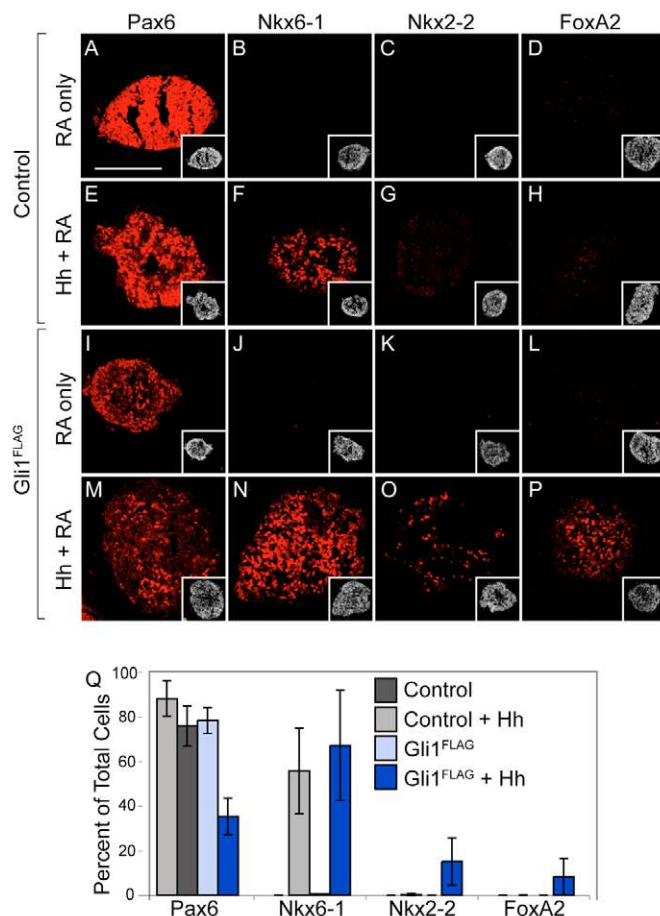 Pax6 Nkx6-1 Nkx2-2 FoxA2
Control
RA only
A B C D
Hh + RA
E F G H
Gli1FLAG
RA only
I J K L
Hh + RA
M N O P
Q
Percent of Total Cells
100
80
60
40
20
0
Control
Control + Hh
Gli1FLAG
Gli1FLAG + Hh
Pax6 Nkx6-1 Nkx2-2 FoxA2